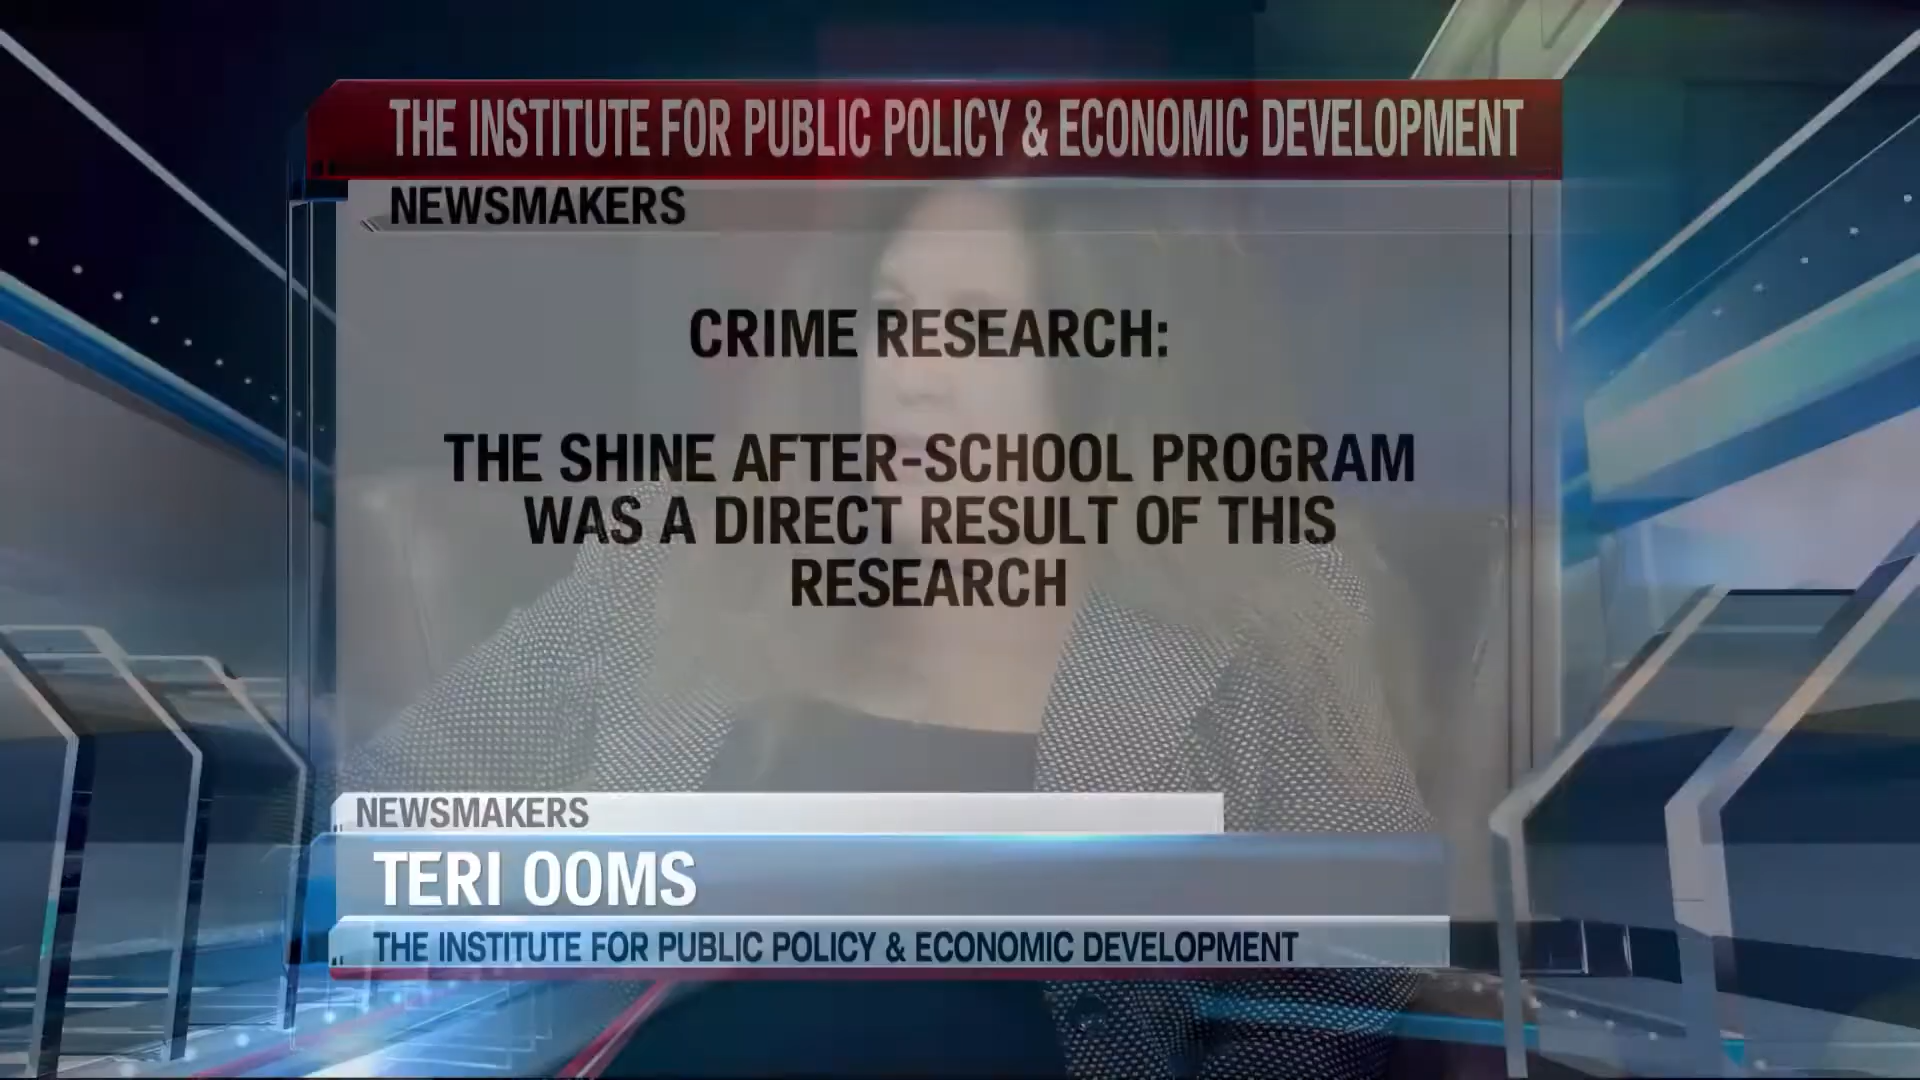 THE INSTITUTE FOR PUBLIC POLICY & ECONOMIC DEVELOPMENT
NEWSMAKERS
CRIME RESEARCH:
THE SHINE AFTER-SCHOOL PROGRAM
WAS A DIRECT RESULT OF THIS
RESEARCH
NEWSMAKERS
TERI OOMS
THE INSTITUTE FOR PUBLIC POLICY & ECONOMIC DEVELOPMENT